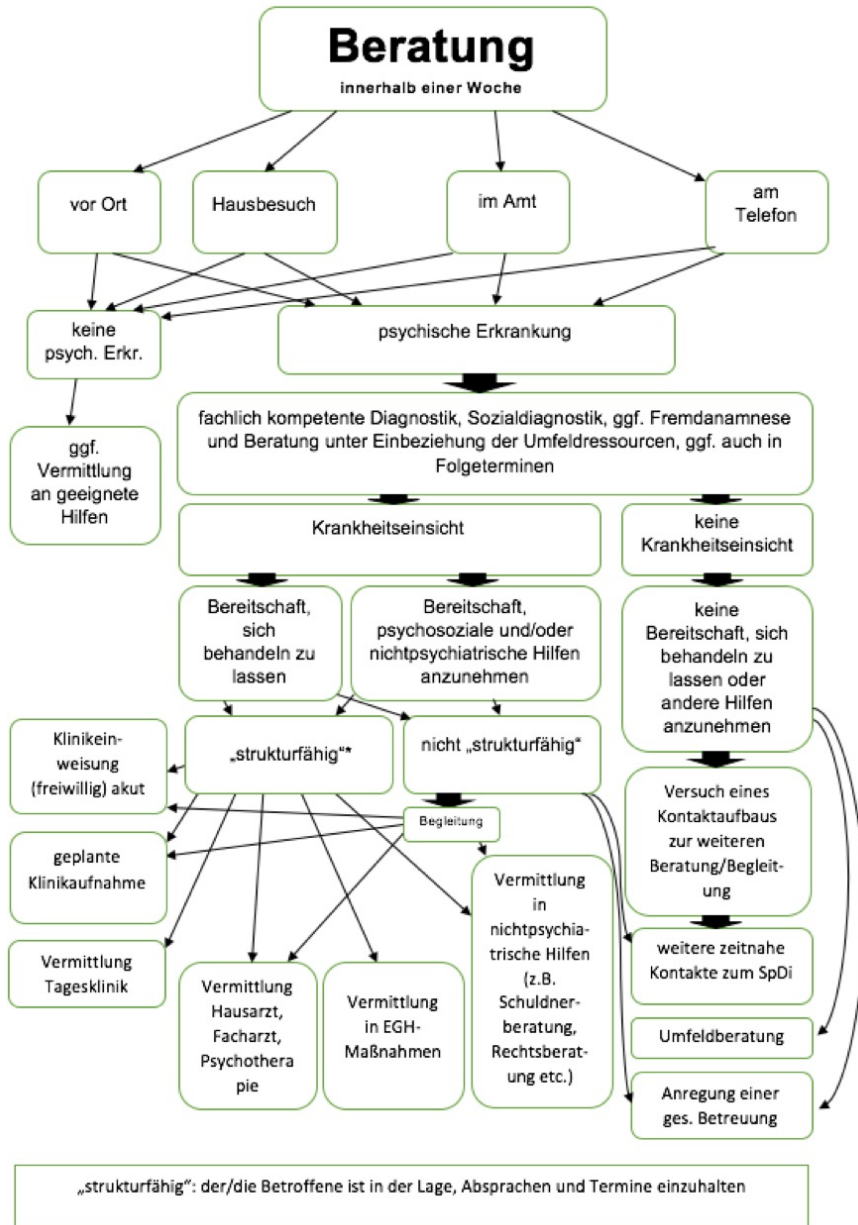 Beratung
innerhalb einer Woche
vor Ort
Hausbesuch
im Amt
am
Telefon
keine
psych. Erkr.
psychische Erkrankung
ggf.
Vermittlung
an geeignete
Hilfen
fachlich kompetente Diagnostik, Sozialdiagnostik, ggf. Fremdanamnese
und Beratung unter Einbeziehung der Umfeldressourcen, ggf. auch in
Folgeterminen
Krankheitseinsicht
keine
Krankheitseinsicht
Bereitschaft,
sich
behandeln zu
lassen
Bereitschaft,
psychosoziale und/oder
nichtpsychiatrische Hilfen
anzunehmen
keine
Bereitschaft, sich
behandeln zu
lassen oder
andere Hilfen
anzunehmen
Klinikein-
weisung
(freiwillig) akut
„strukturfähig“*
nicht „strukturfähig“
Begleitung
Versuch eines
Kontaktaufbaus
zur weiteren
Beratung/Begleit-
ung
geplante
Klinikaufnahme
Vermittlung
Tagesklinik
Vermittlung
Hausarzt,
Facharzt,
Psychothera
pie
Vermittlung
in EGH-
Maßnahmen
Vermittlung
in
nichtpsychia-
trische Hilfen
(z.B.
Schuldner-
beratung,
Rechtsberat-
ung etc.)
weitere zeitnahe
Kontakte zum SpDi
Umfeldberatung
Anregung einer
ges. Betreuung
„strukturfähig“: der/die Betroffene ist in der Lage, Absprachen und Termine einzuhalten